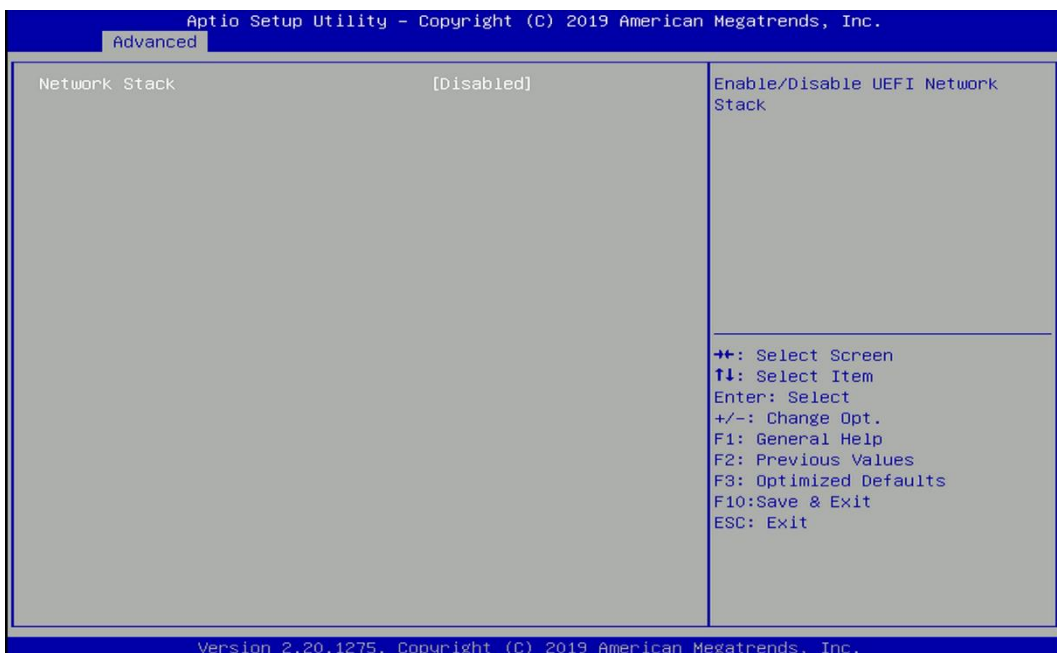 Aptio Setup Utility – Copyright (C) 2019 American Megatrends, Inc.
Advanced
Network Stack [Disabled]
Enable/Disable UEFI Network
Stack
→←: Select Screen
↑↓: Select Item
Enter: Select
+/-: Change Opt.
F1: General Help
F2: Previous Values
F3: Optimized Defaults
F10:Save & Exit
ESC: Exit
Version 2.20.1275. Copyright (C) 2019 American Megatrends, Inc.